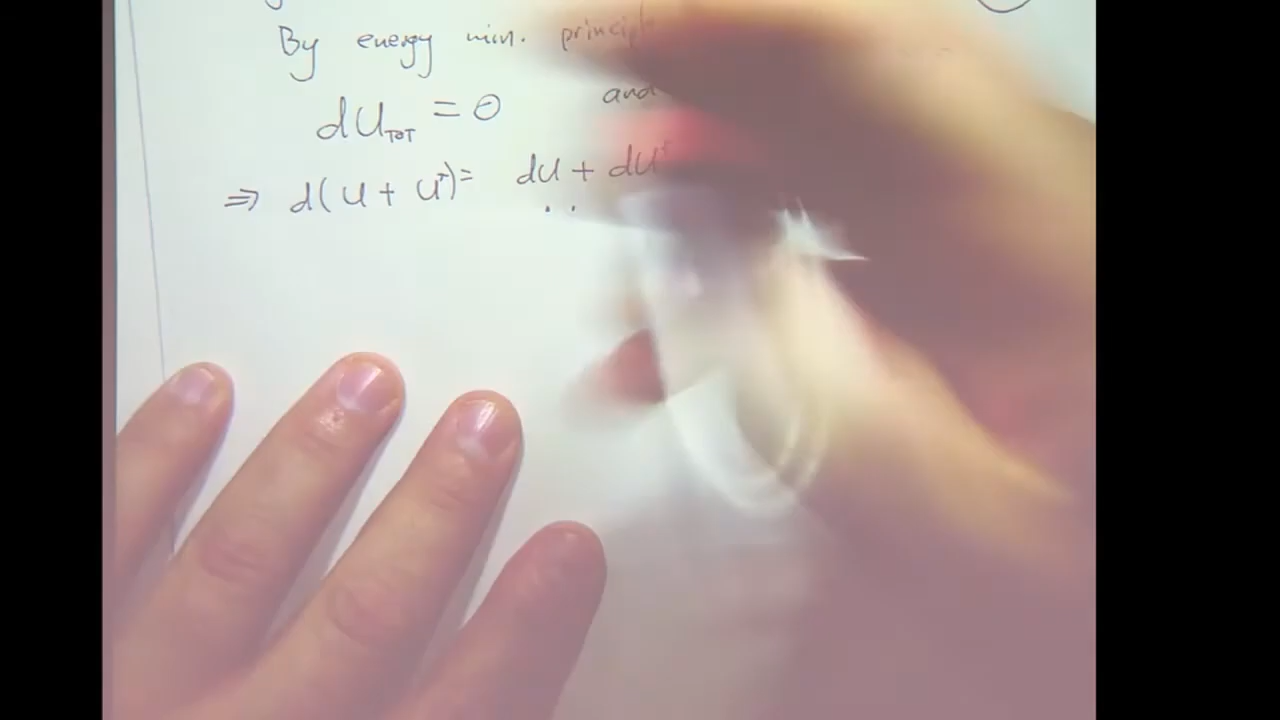 By energy min. principle
dU_TOT = 0 and
⇒ d(U + U^r) = dU + dU^r